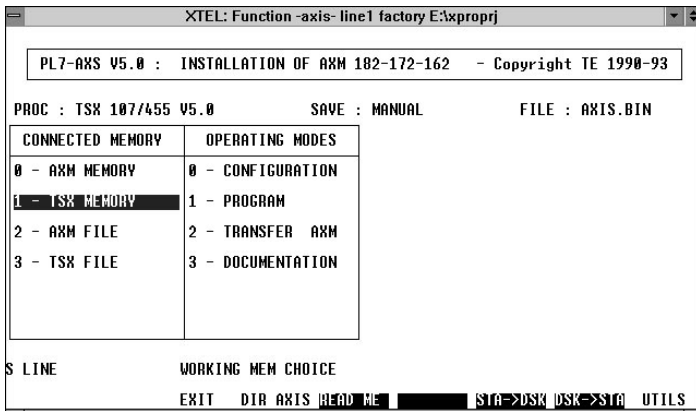 XTEL: Function -axis- line1 factory E:\xproprj
PL7-AXS V5.0 : INSTALLATION OF AXM 182-172-162 - Copyright TE 1990-93
PROC : TSX 107/455 V5.0 SAVE : MANUAL FILE : AXIS.BIN
CONNECTED MEMORY OPERATING MODES
0 - AXM MEMORY 0 - CONFIGURATION
1 - TSX MEMORY 1 - PROGRAM
2 - AXM FILE 2 - TRANSFER AXM
3 - TSX FILE 3 - DOCUMENTATION
S LINE WORKING MEM CHOICE
EXIT DIR AXIS READ ME STA->DSK DSK->STA UTILS